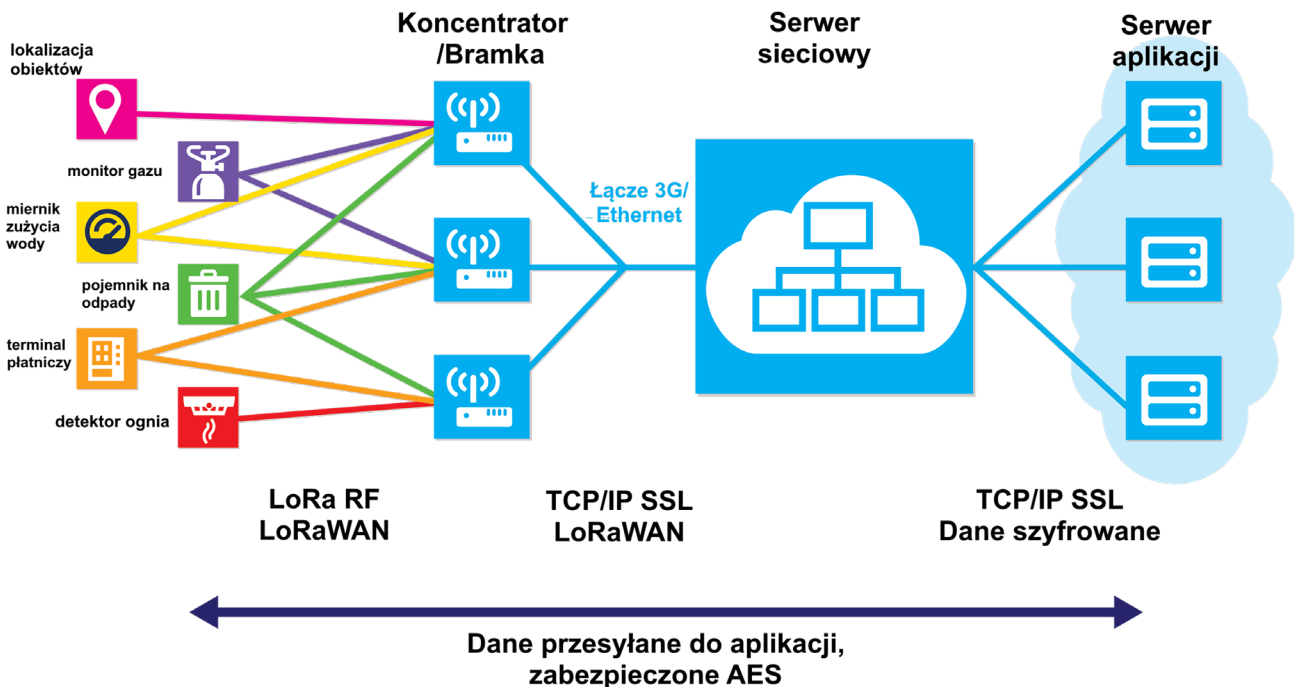 Koncentrator
/Bramka
Serwer
sieciowy
Serwer
aplikacji
lokalizacja
obiektów
monitor gazu
miernik
zużycia
wody
pojemnik na
odpady
terminal
płatniczy
detektor ognia
Łącze 3G/
Ethernet
LoRa RF
LoRaWAN
TCP/IP SSL
LoRaWAN
TCP/IP SSL
Dane szyfrowane
Dane przesyłane do aplikacji,
zabezpieczone AES